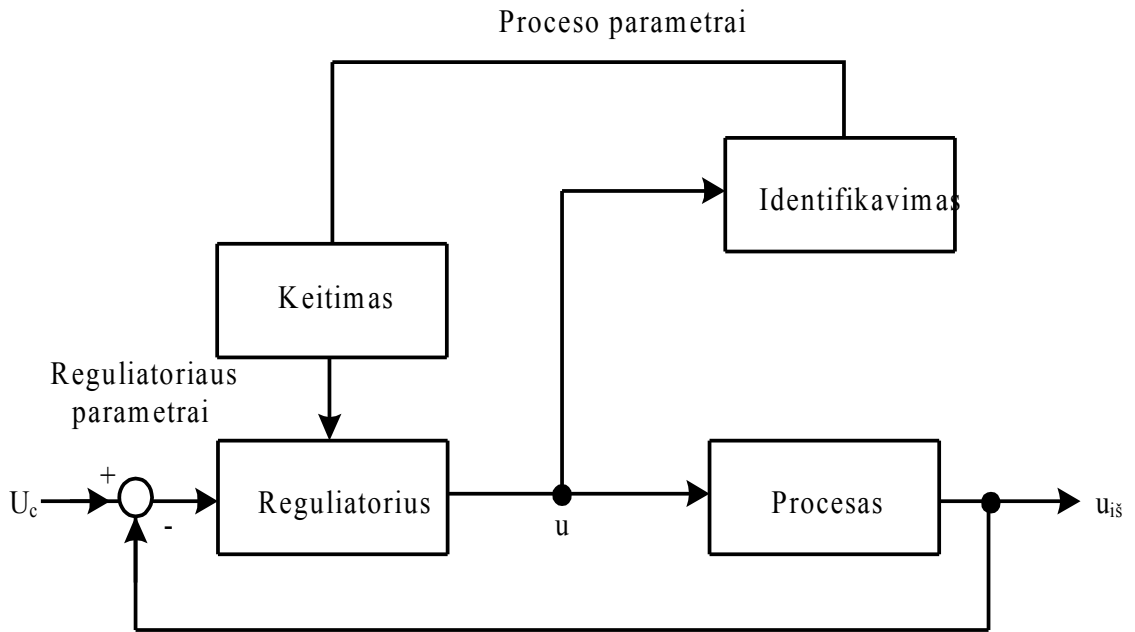 Proceso parametrai
Identifikavimas
Keitimas
Reguliatoriaus
parametrai
+
U_c
-
Reguliatorius
u
Procesas
u_iš